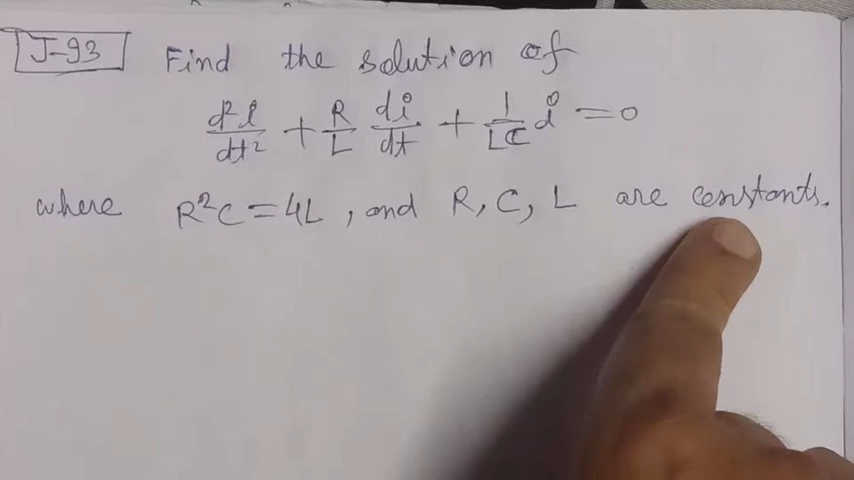 J-93 Find the solution of
d²i/dt² + R/L di/dt + 1/LC i = 0
where R²C = 4L, and R, C, L are constants.